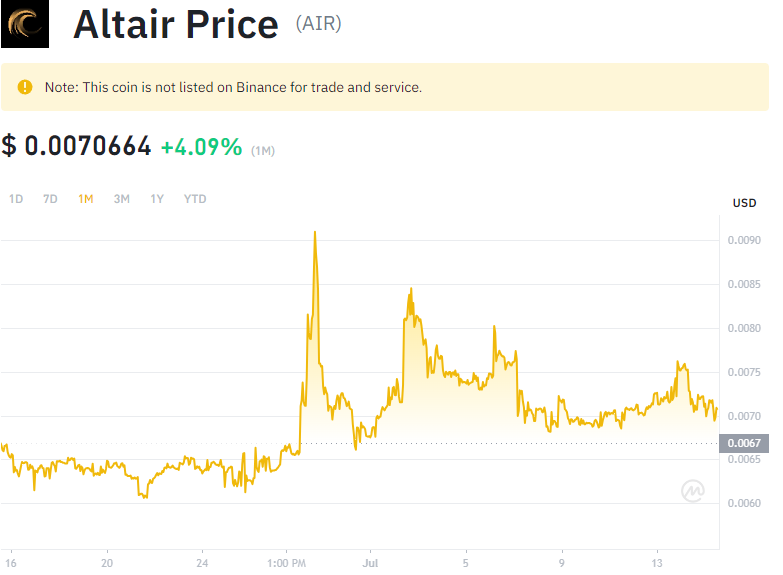 Altair Price (AIR)
Note: This coin is not listed on Binance for trade and service.
$ 0.0070664 +4.09% (1M)
1D 7D 1M 3M 1Y YTD
USD
0.0090
0.0085
0.0080
0.0075
0.0070
0.0067
0.0065
0.0060
16 20 24 1:00 PM Jul 5 9 13